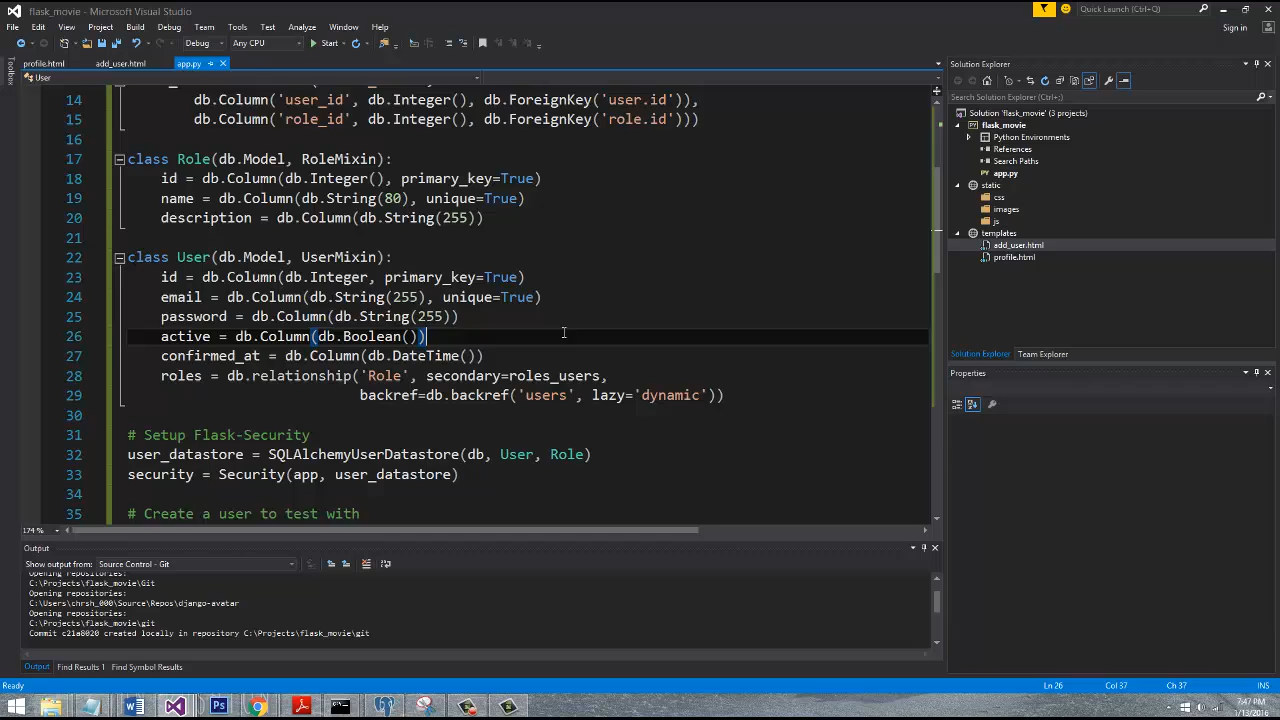 flask_movie - Microsoft Visual Studio
Quick Launch (Ctrl+Q)
File Edit View Project Build Debug Team Tools Test Analyze Window Help
Sign in
Debug Any CPU Start
profile.html add_user.html app.py
Toolbox
User
14 db.Column('user_id', db.Integer(), db.ForeignKey('user.id')),
15 db.Column('role_id', db.Integer(), db.ForeignKey('role.id')))
16
17 class Role(db.Model, RoleMixin):
18 id = db.Column(db.Integer(), primary_key=True)
19 name = db.Column(db.String(80), unique=True)
20 description = db.Column(db.String(255))
21
22 class User(db.Model, UserMixin):
23 id = db.Column(db.Integer, primary_key=True)
24 email = db.Column(db.String(255), unique=True)
25 password = db.Column(db.String(255))
26 active = db.Column(db.Boolean())
27 confirmed_at = db.Column(db.DateTime())
28 roles = db.relationship('Role', secondary=roles_users,
29 backref=db.backref('users', lazy='dynamic'))
30
31 # Setup Flask-Security
32 user_datastore = SQLAlchemyUserDatastore(db, User, Role)
33 security = Security(app, user_datastore)
34
35 # Create a user to test with
174 %
Solution Explorer
Search Solution Explorer (Ctrl+;)
Solution 'flask_movie' (3 projects)
flask_movie
Python Environments
References
Search Paths
app.py
static
css
images
js
templates
add_user.html
profile.html
Solution Explorer Team Explorer
Properties
Output
Show output from: Source Control - Git
Opening repositories:
C:\Projects\flask_movie\Git
Opening repositories:
C:\Users\chrsh_000\Source\Repos\django-avatar
Opening repositories:
C:\Projects\flask_movie\git
Commit c21a8020 created locally in repository C:\Projects\flask_movie\git
Output Find Results 1 Find Symbol Results
Ready Ln 26 Col 37 Ch 37 INS
7:47 PM
1/13/2016